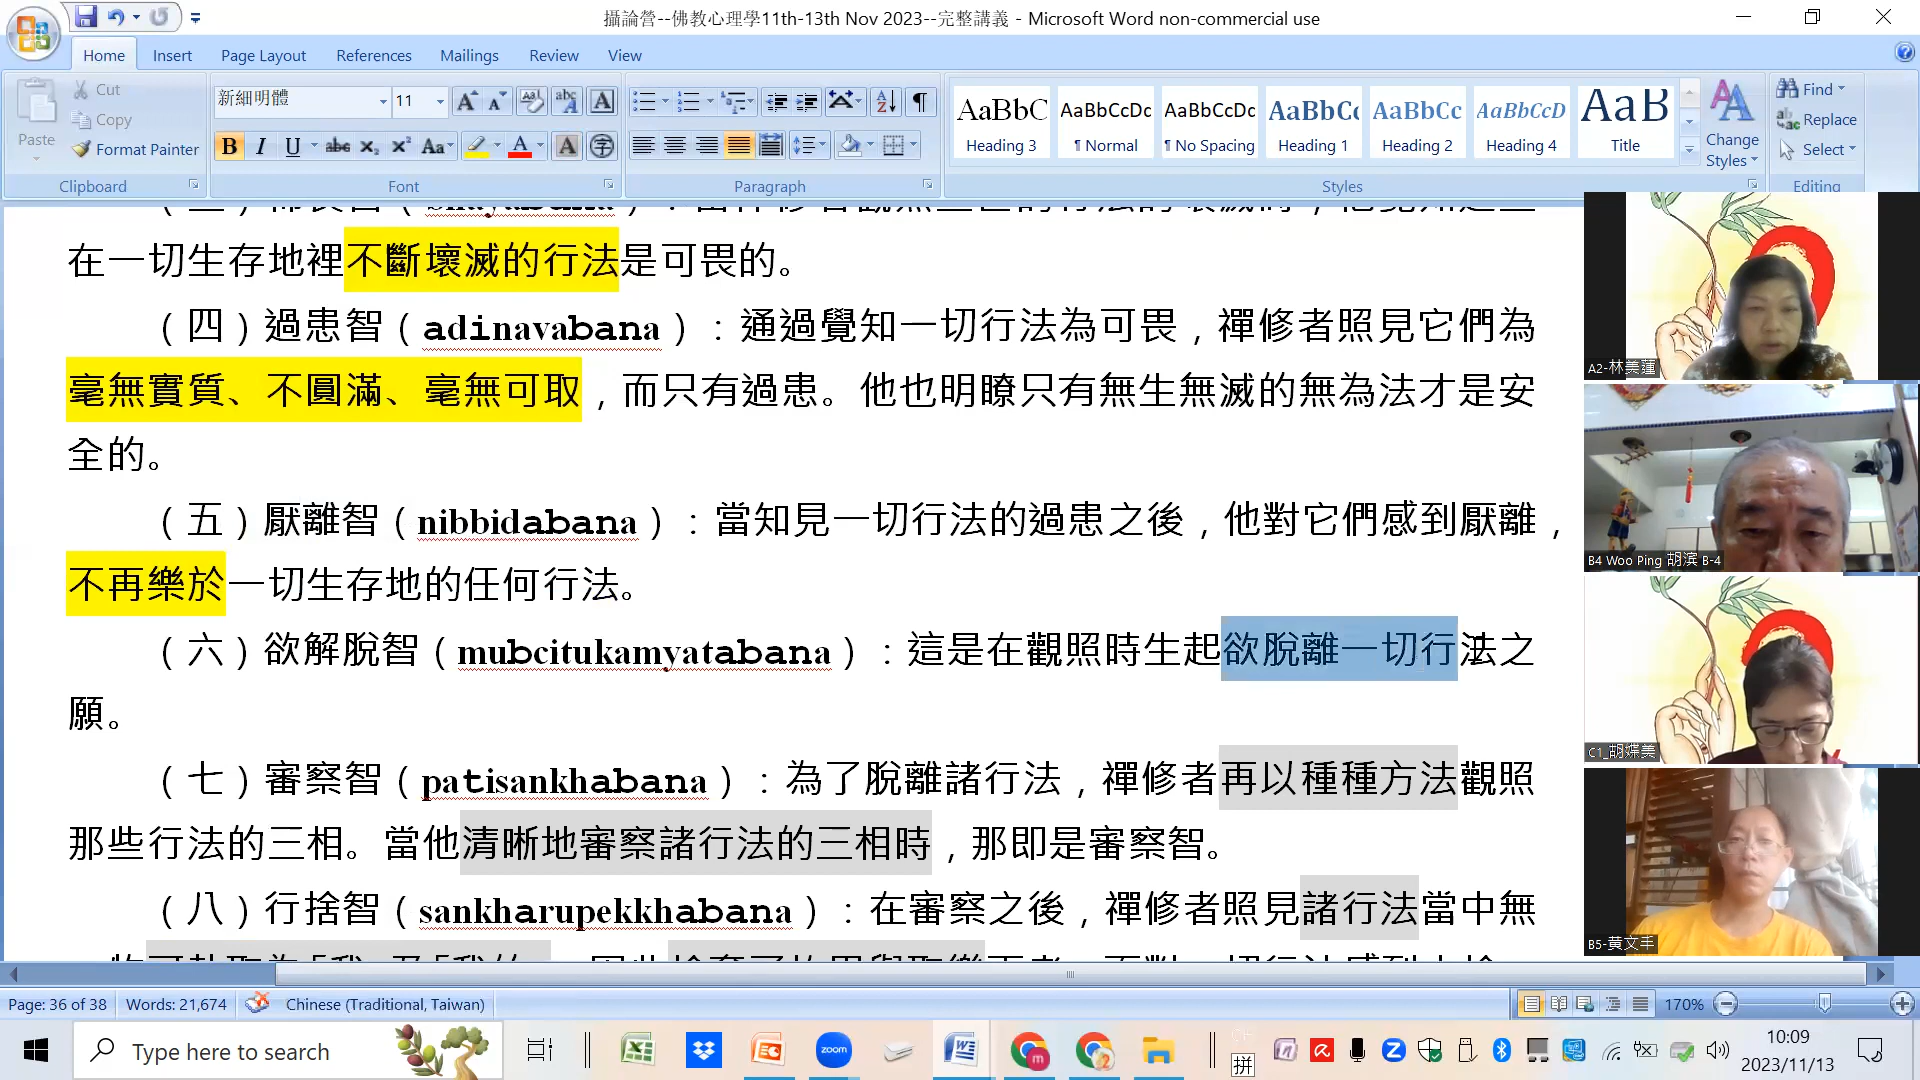 攝論營--佛教心理學11th-13th Nov 2023--完整講義 - Microsoft Word non-commercial use
Home Insert Page Layout References Mailings Review View
Paste Cut Copy Format Painter Clipboard
新細明體 11 Font
Paragraph
AaBbC AaBbCcDc AaBbCcDc AaBbCc AaBbCc AaBbCcD AaB
Heading 3 ¶ Normal ¶ No Spacing Heading 1 Heading 2 Heading 4 Title
Styles
Change Styles
Find Replace Select Editing
在一切生存地裡不斷壞滅的行法是可畏的。
（四）過患智（adinavabana）：通過覺知一切行法為可畏，禪修者照見它們為
毫無實質、不圓滿、毫無可取，而只有過患。他也明瞭只有無生無滅的無為法才是安
全的。
（五）厭離智（nibbidabana）：當知見一切行法的過患之後，他對它們感到厭離，
不再樂於一切生存地的任何行法。
（六）欲解脫智（mubcitukamyatabana）：這是在觀照時生起欲脫離一切行法之
願。
（七）審察智（patisankhabana）：為了脫離諸行法，禪修者再以種種方法觀照
那些行法的三相。當他清晰地審察諸行法的三相時，那即是審察智。
（八）行捨智（sankharupekkhabana）：在審察之後，禪修者照見諸行法當中無
A2-林美蓮
B4 Woo Ping 胡滨 B-4
C1_胡媟美
B5-黃文丰
Page: 36 of 38 Words: 21,674 Chinese (Traditional, Taiwan) 170%
Type here to search
zoom
拼
10:09
2023/11/13